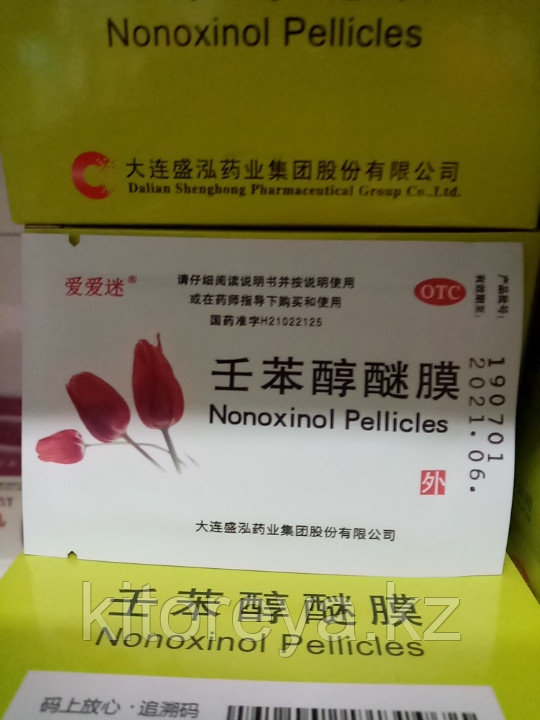 Nonoxinol Pellicles
大连盛泓药业集团股份有限公司
Dalian Shenghong Pharmaceutical Group Co.,Ltd.
爱爱迷®
请仔细阅读说明书并按说明使用
或在药师指导下购买和使用
国药准字H21022125
OTC
产品批号:
有效期至:
190701
2021.06.
壬苯醇醚膜
Nonoxinol Pellicles
外
大连盛泓药业集团股份有限公司
壬苯醇醚膜
kitorcya.kz
Nonoxinol Pellicles
码上放心·追溯码